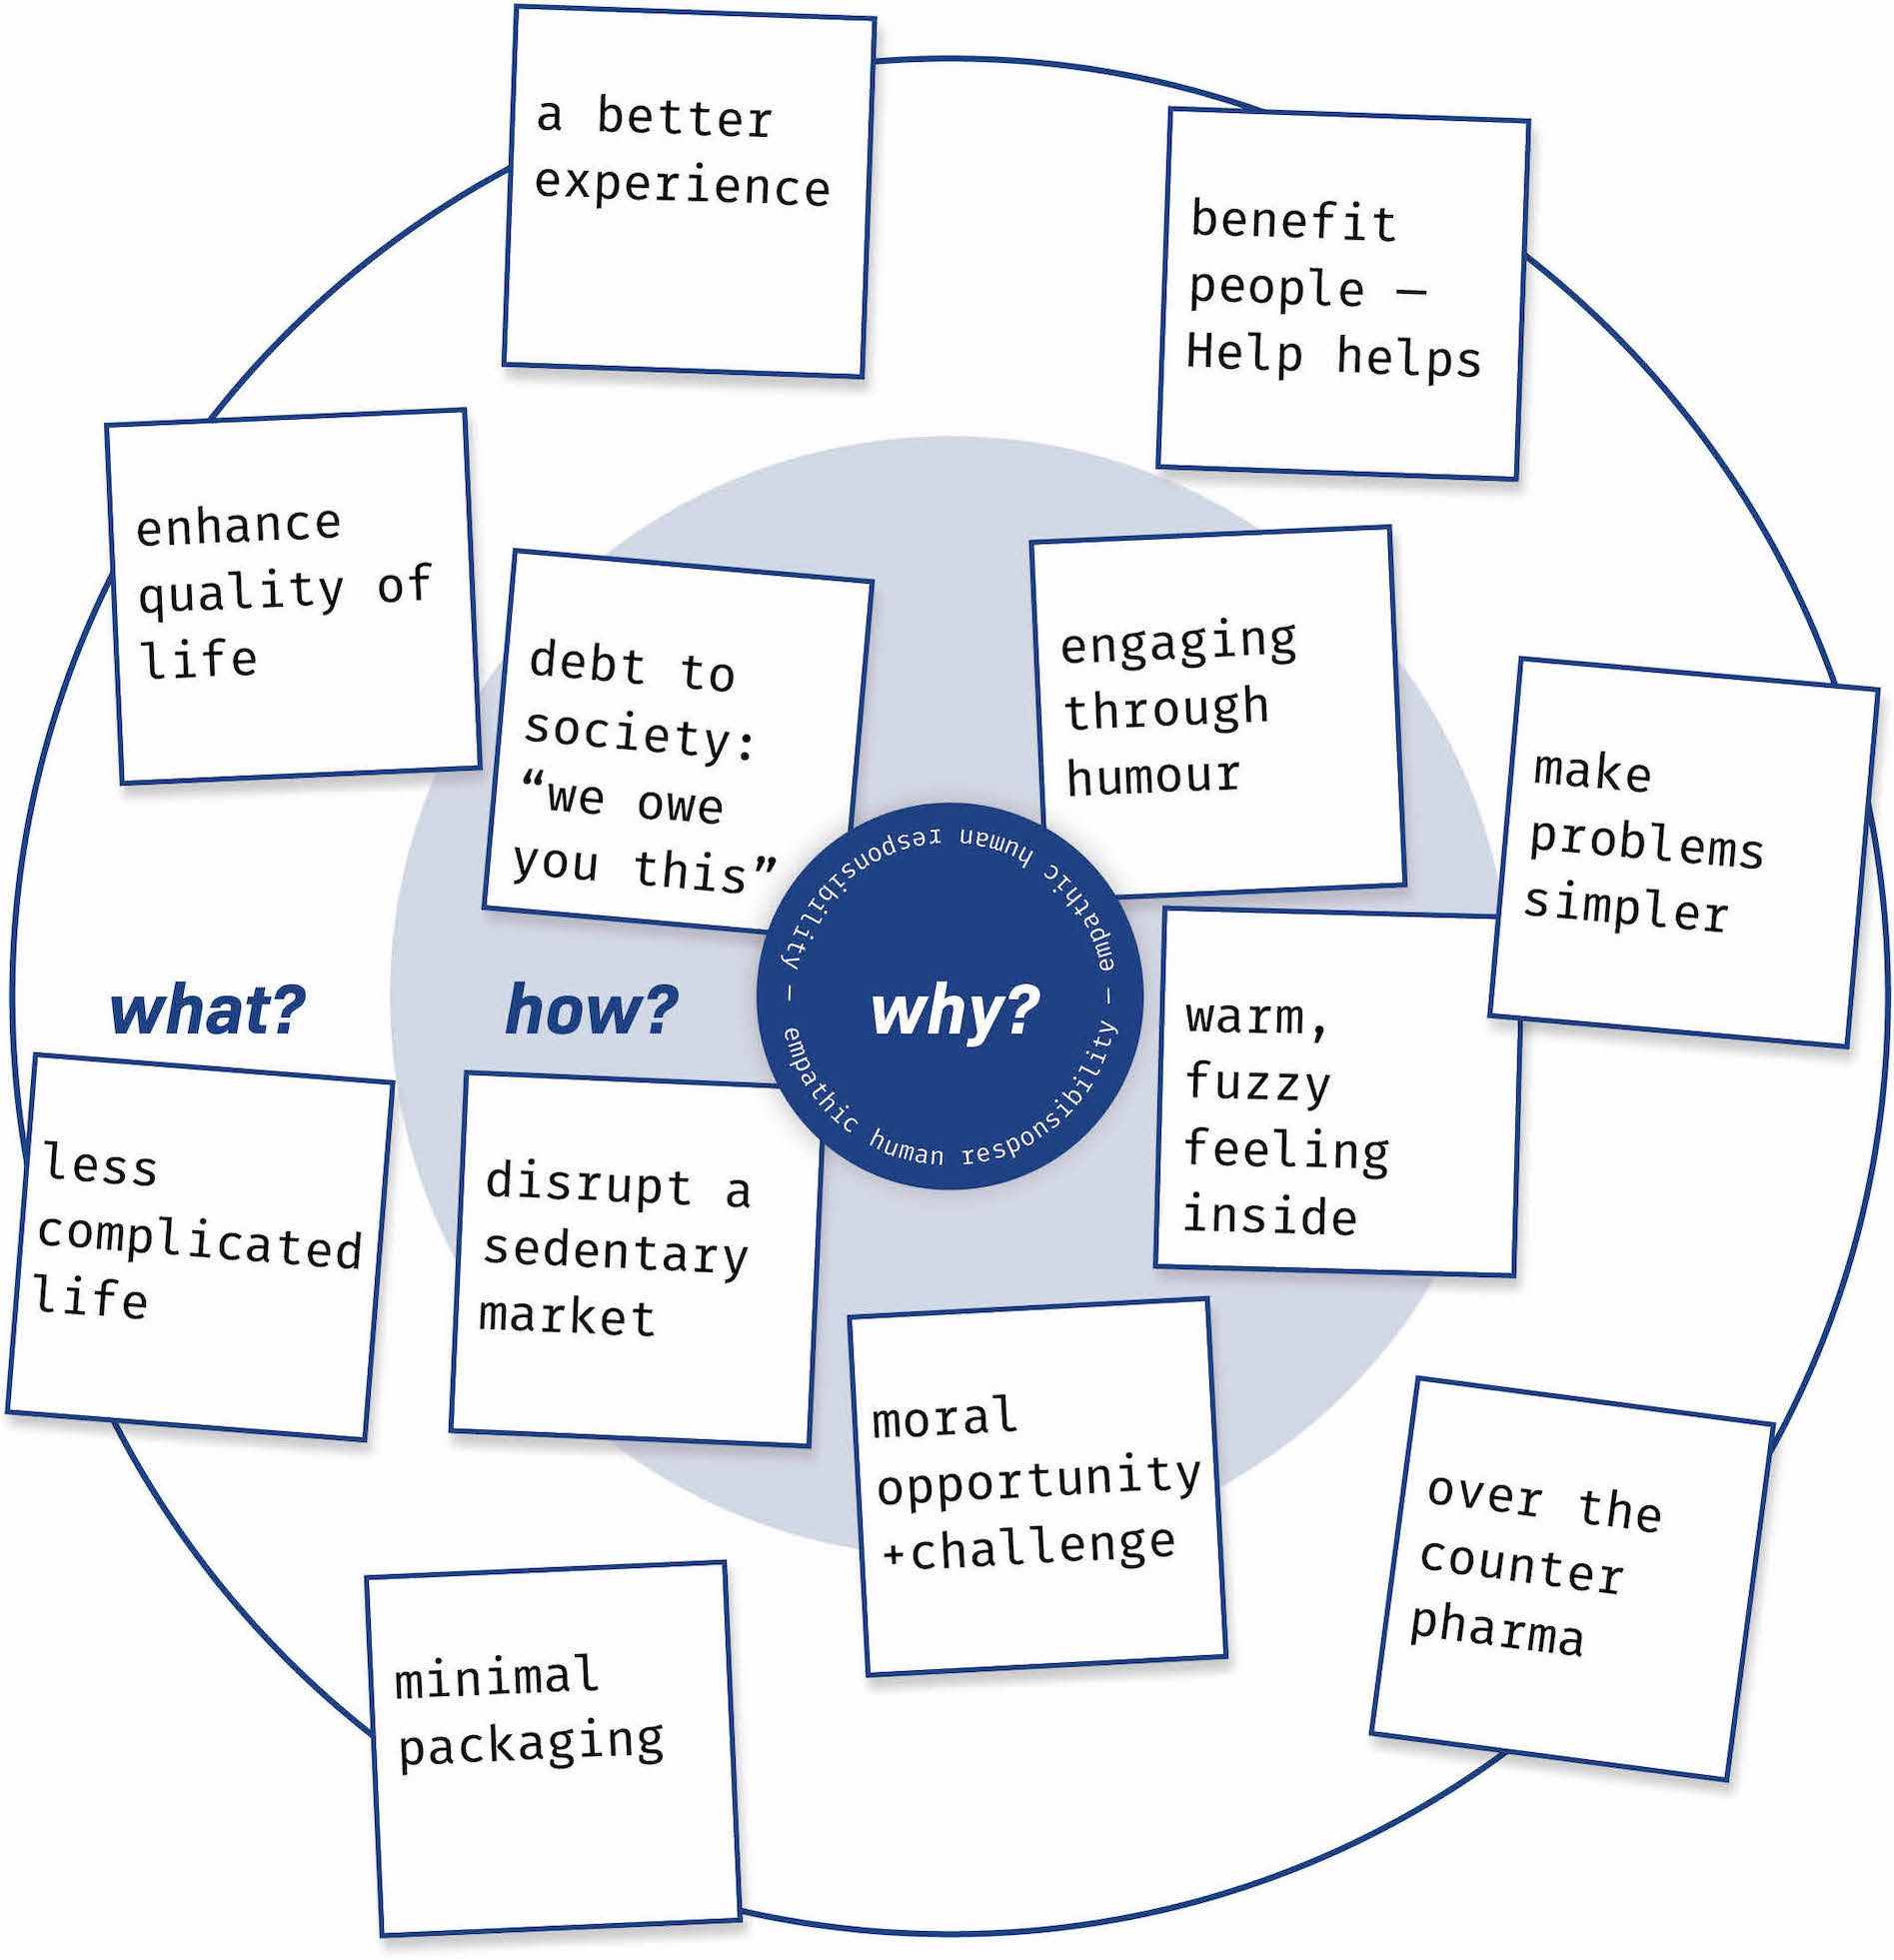 a better
experience
benefit
people —
Help helps
enhance
quality of
life
debt to
society:
“we owe
you this”
engaging
through
humour
make
problems
simpler
what?
how?
why?
empathic human responsibility —
empathic human responsibility —
warm,
fuzzy
feeling
inside
less
complicated
life
disrupt a
sedentary
market
moral
opportunity
+challenge
over the
counter
pharma
minimal
packaging